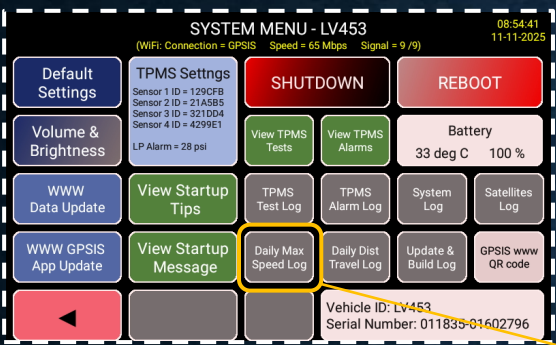 SYSTEM MENU - LV453
08:54:41
11-11-2025
(WiFi: Connection = GPSIS Speed = 65 Mbps Signal = 9 /9)
Default
Settings
TPMS Settngs
Sensor 1 ID = 129CFB
Sensor 2 ID = 21A5B5
Sensor 3 ID = 321DD4
Sensor 4 ID = 4299E1
LP Alarm = 28 psi
SHUTDOWN
REBOOT
Volume &
Brightness
View TPMS
Tests
View TPMS
Alarms
Battery
33 deg C 100 %
WWW
Data Update
View Startup
Tips
TPMS
Test Log
TPMS
Alarm Log
System
Log
Satellites
Log
WWW GPSIS
App Update
View Startup
Message
Daily Max
Speed Log
Daily Dist
Travel Log
Update &
Build Log
GPSIS www
QR code
Vehicle ID: LV453
Serial Number: 011835-01602796